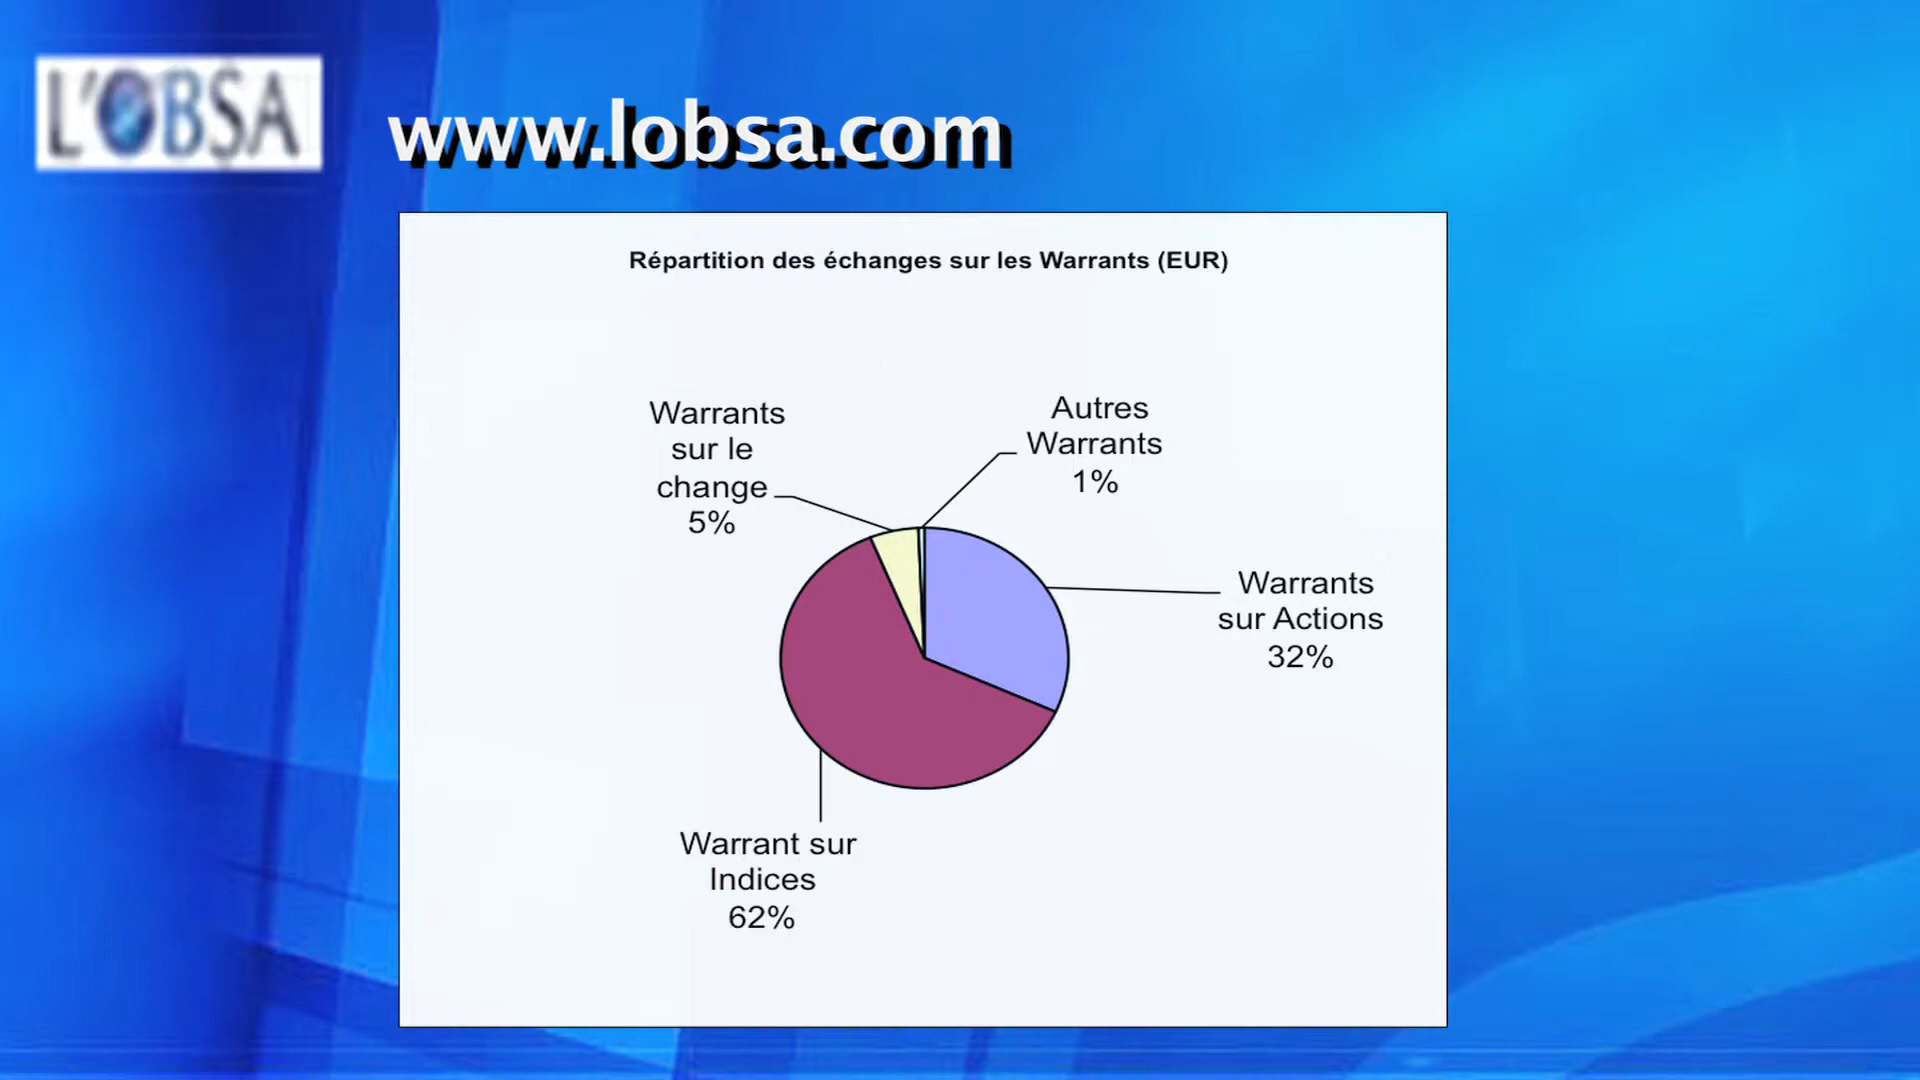 L'OBSA
www.lobsa.com
Répartition des échanges sur les Warrants (EUR)
Warrants
sur le
change
5%
Autres
Warrants
1%
Warrants
sur Actions
32%
Warrant sur
Indices
62%